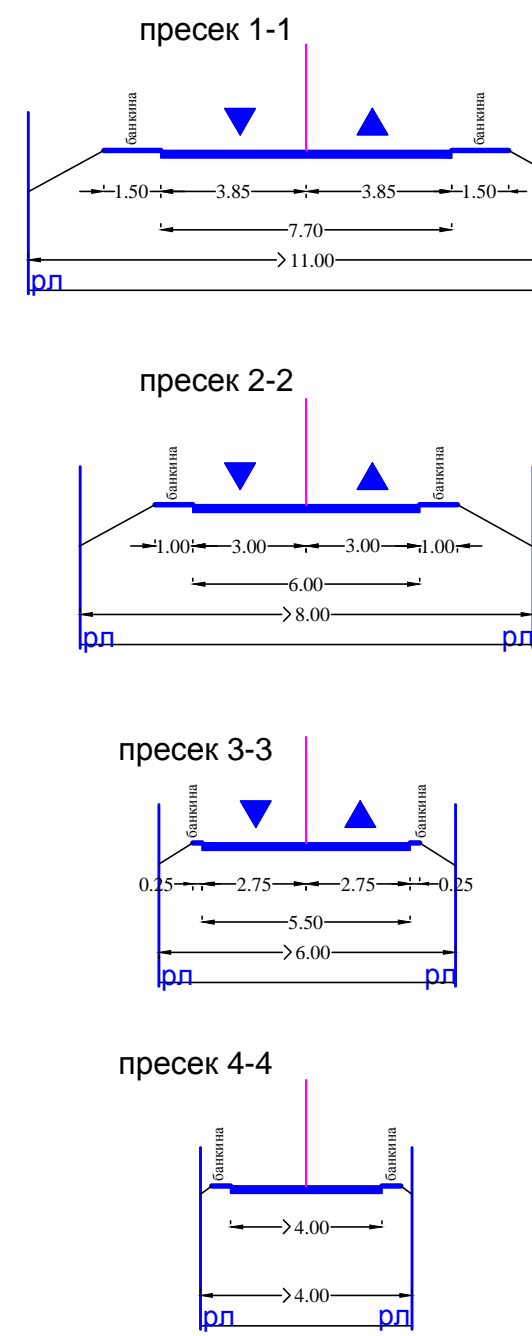 пресек 1-1
банкина банкина
1.50 3.85 3.85 1.50
7.70
>11.00
рл
пресек 2-2
банкина банкина
1.00 3.00 3.00 1.00
6.00
>8.00
рл рл
пресек 3-3
банкина банкина
0.25 2.75 2.75 0.25
5.50
>6.00
рл рл
пресек 4-4
банкина банкина
>4.00
>4.00
рл рл